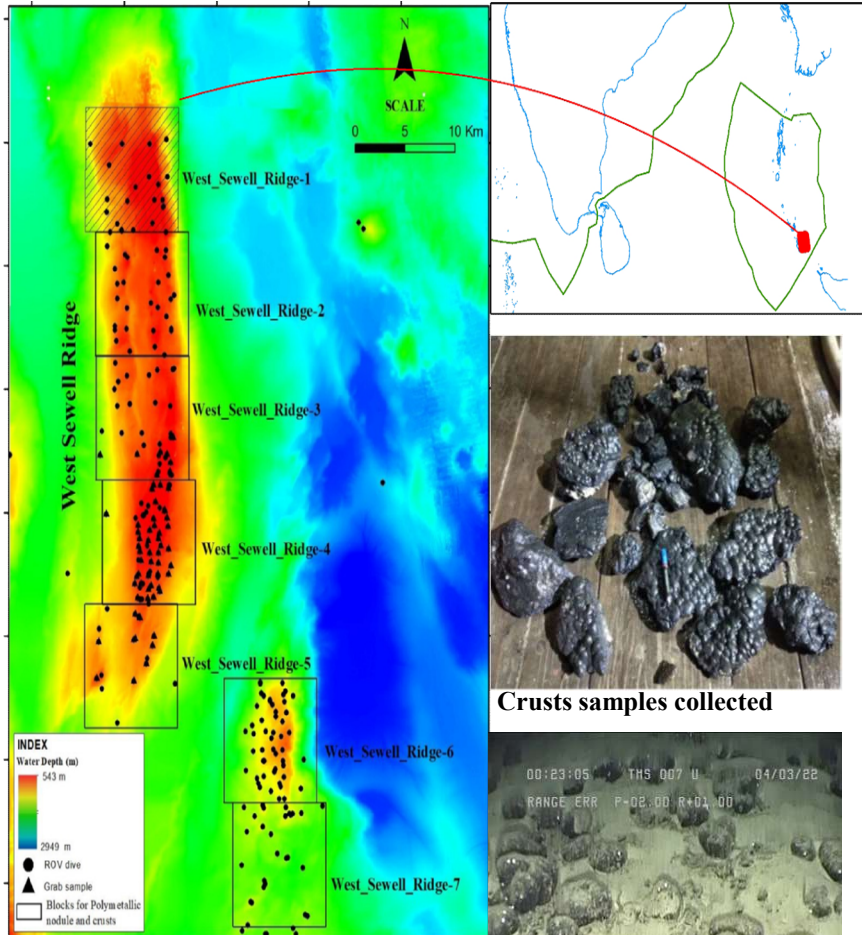 N
SCALE
0 5 10 Km
West Sewell Ridge
West_Sewell_Ridge-1
West_Sewell_Ridge-2
West_Sewell_Ridge-3
West_Sewell_Ridge-4
West_Sewell_Ridge-5
West_Sewell_Ridge-6
West_Sewell_Ridge-7
INDEX
Water Depth (m)
543 m
2949 m
ROV dive
Grab sample
Blocks for Polymetallic
nodule and crusts
Crusts samples collected
00:23:05 TMS 007 U 04/03/22
RANGE ERR P-02.00 R+01.00